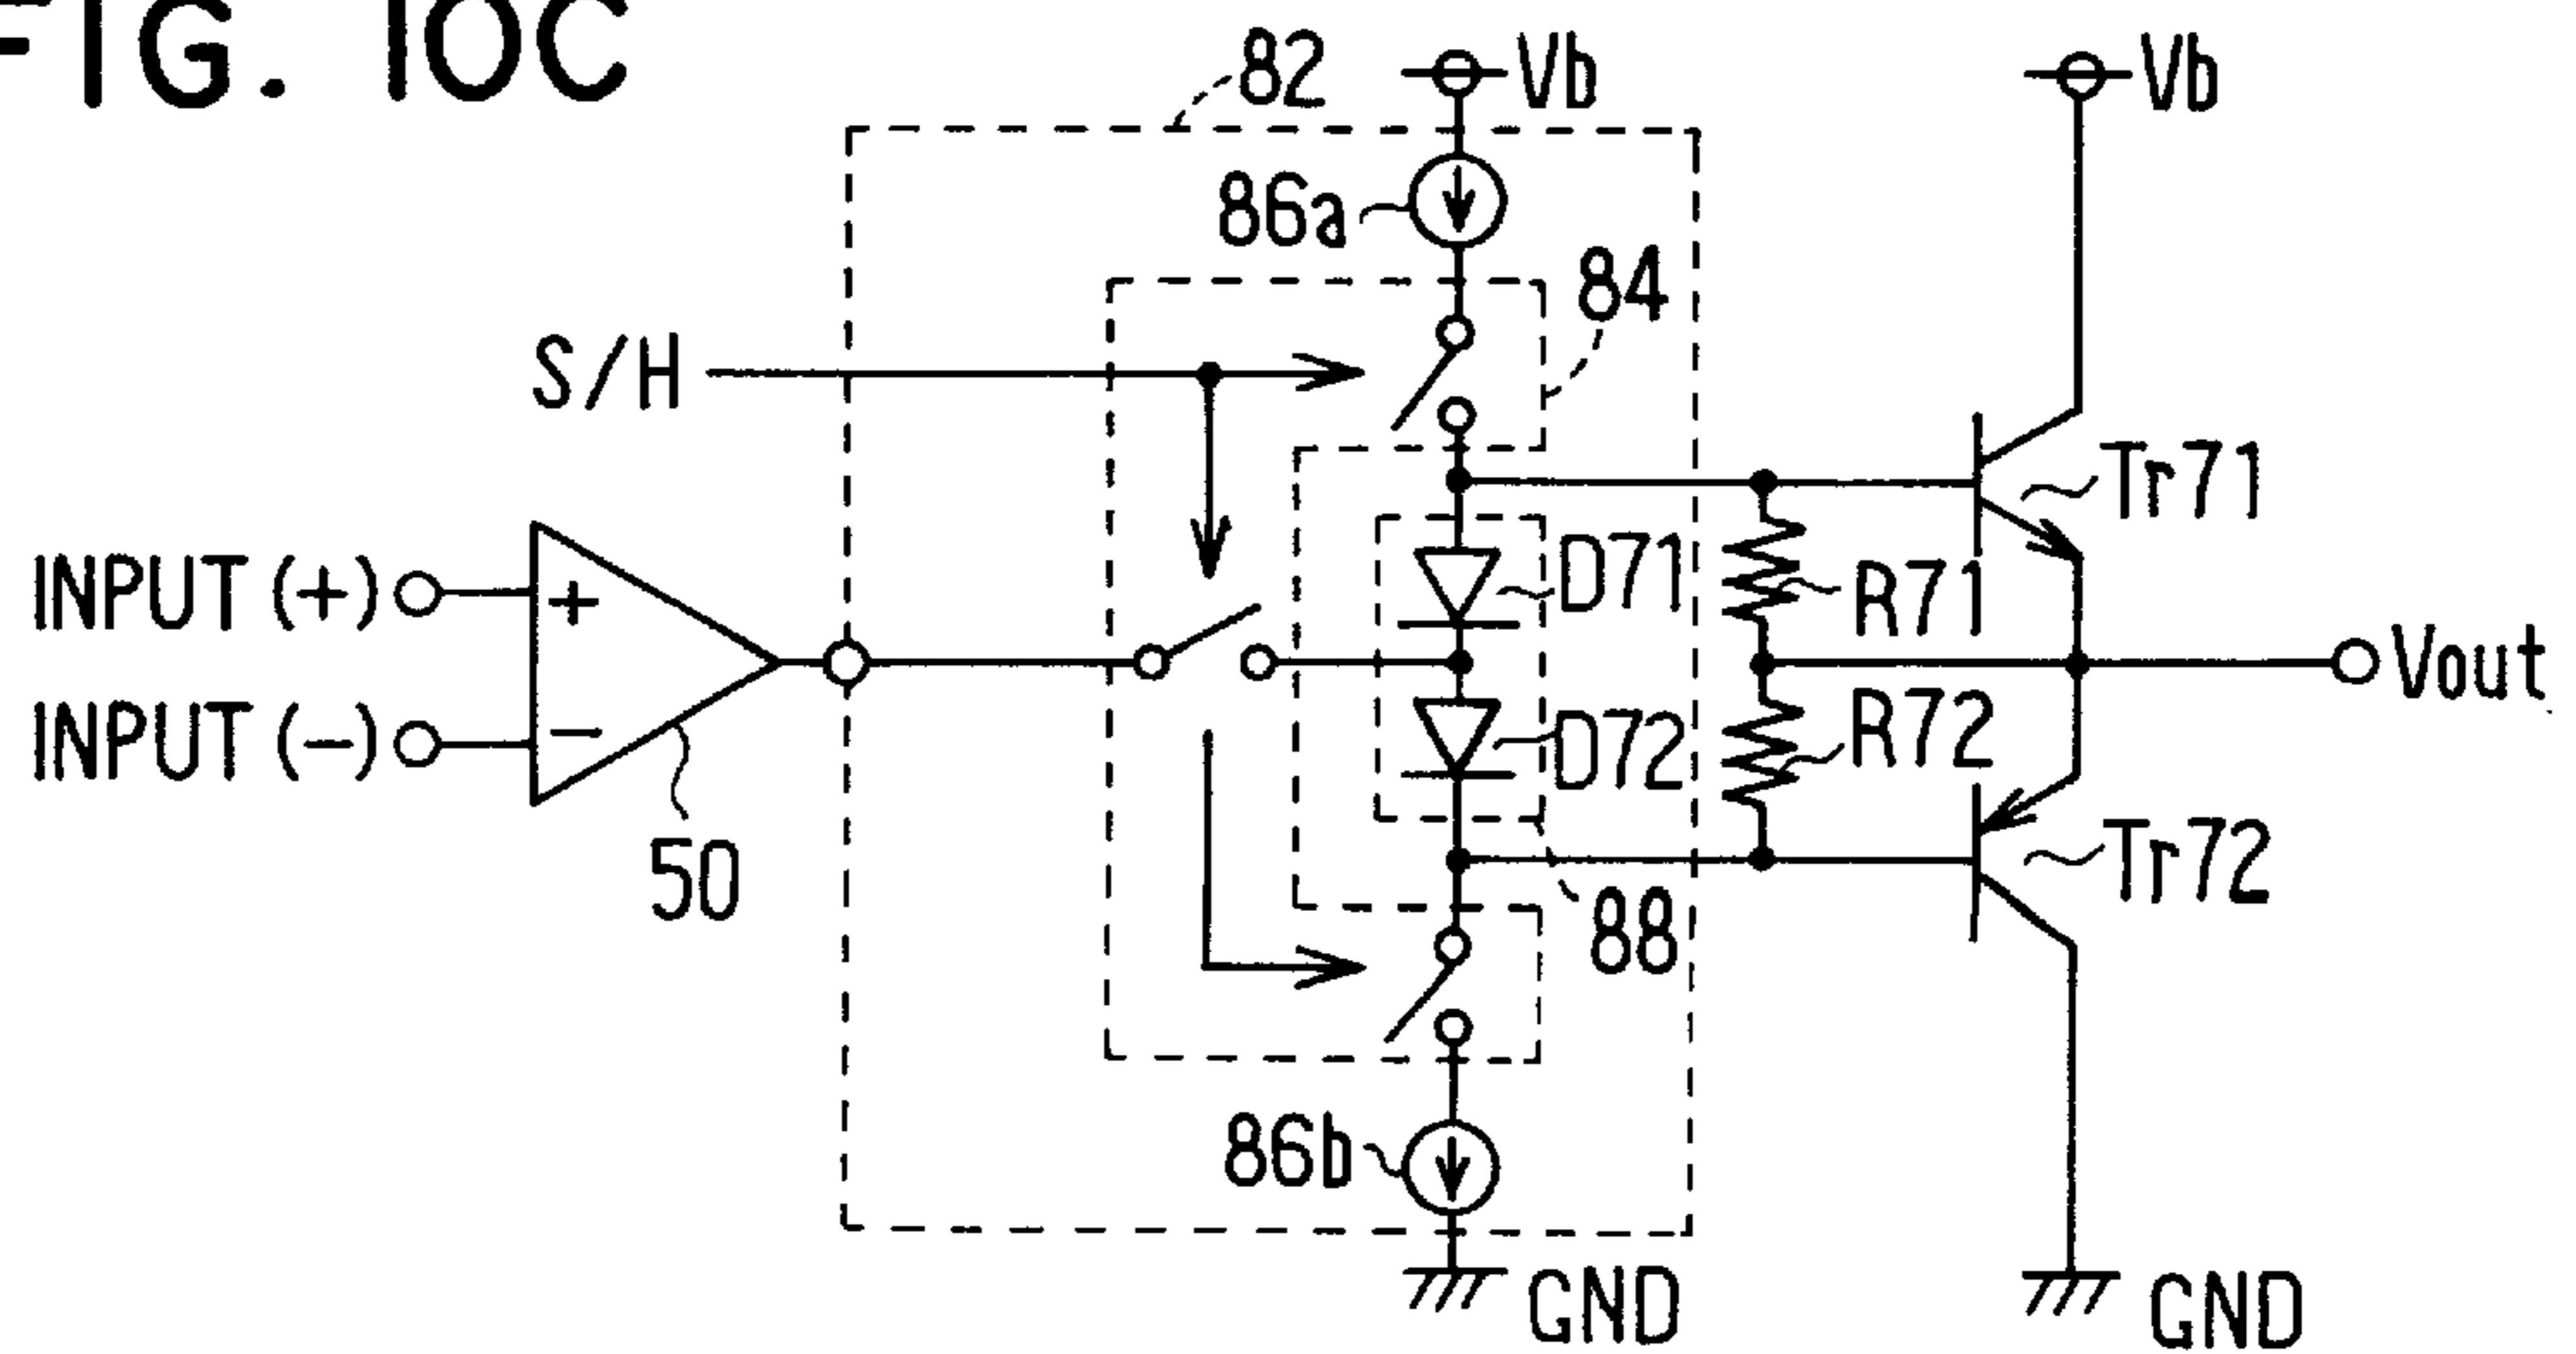 FIG. 10C
82
Vb
Vb
86a
84
S/H
Tr71
INPUT (+)
+
D71
R71
Vout
INPUT (−)
−
D72
R72
50
Tr72
88
86b
GND
GND